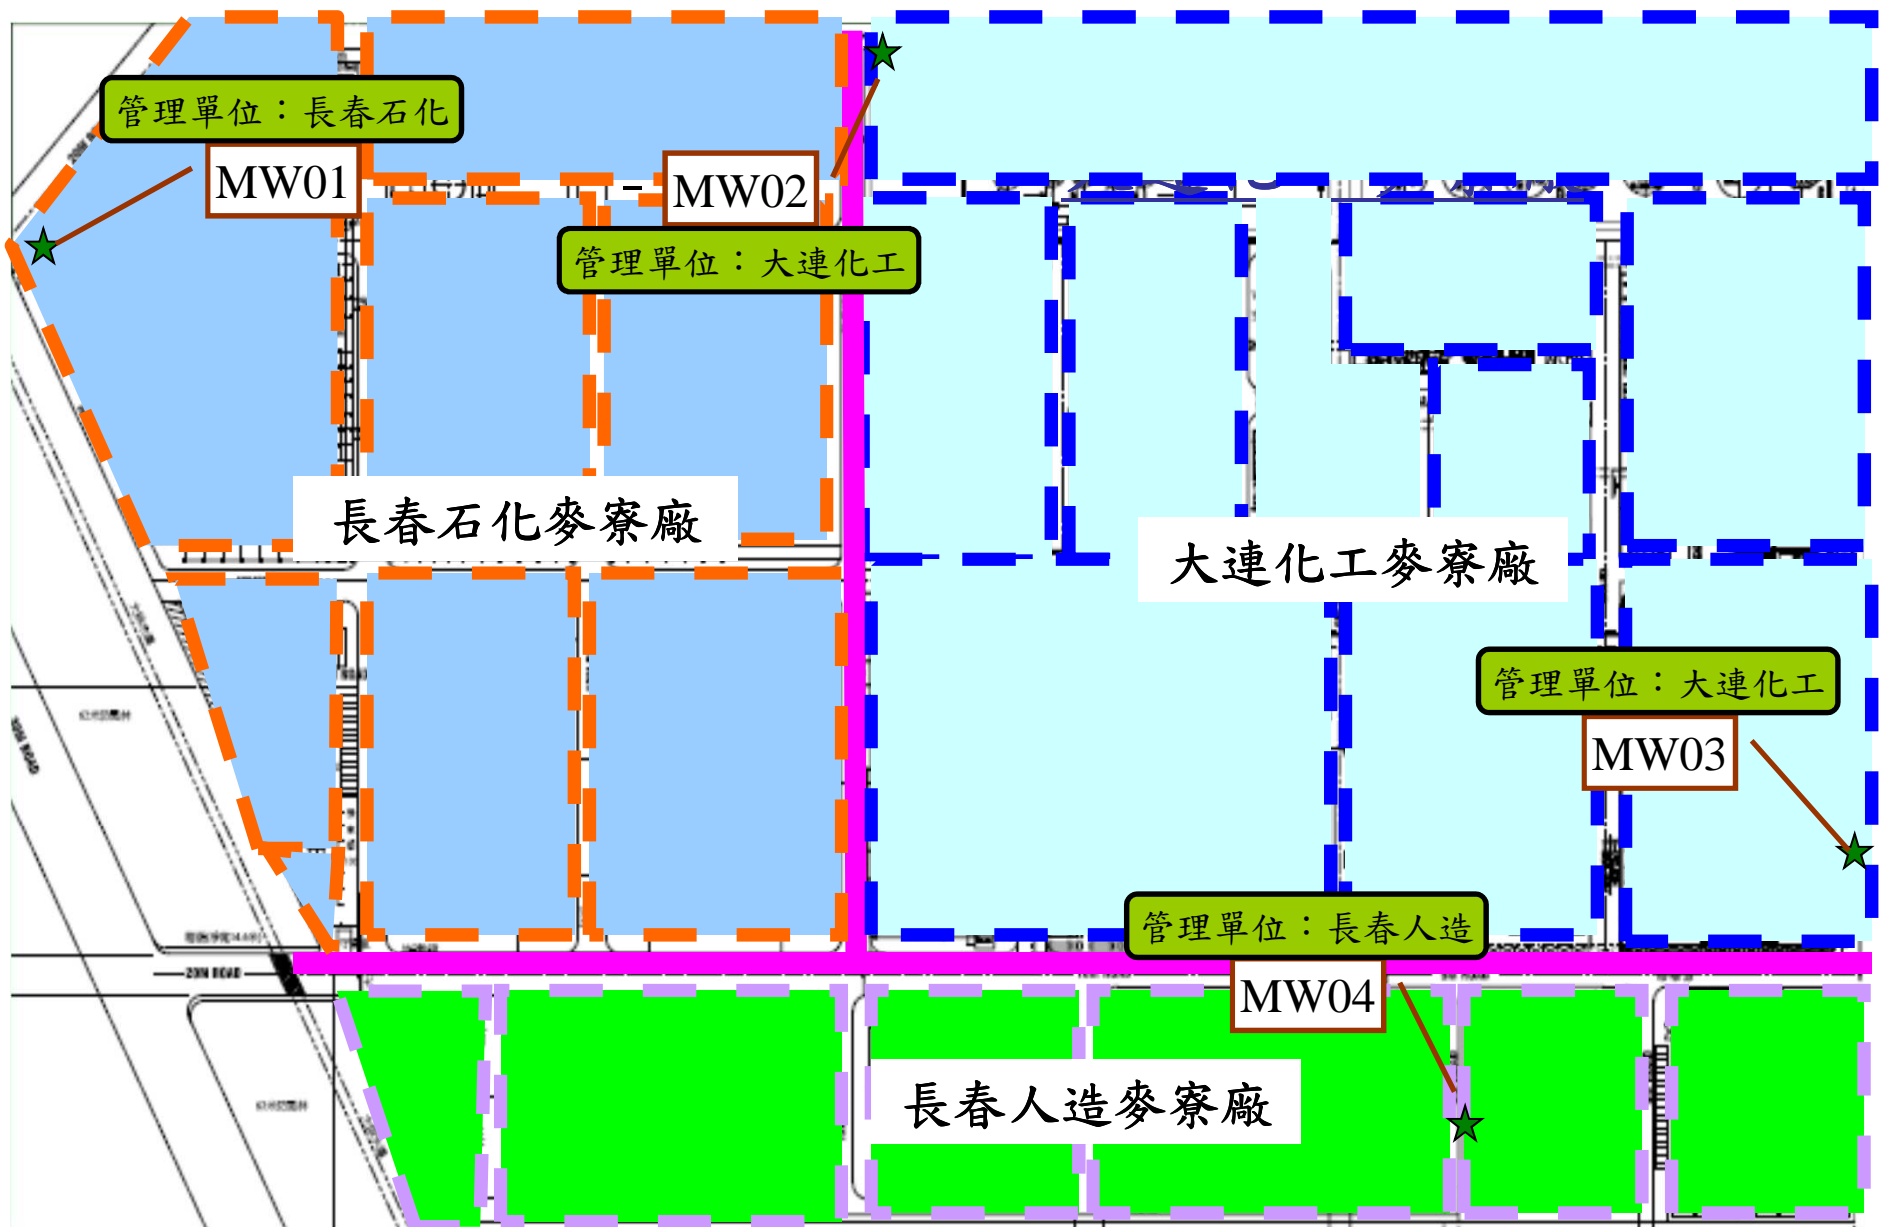 管理單位：長春石化
MW01
MW02
管理單位：大連化工
長春石化麥寮廠
大連化工麥寮廠
管理單位：大連化工
MW03
管理單位：長春人造
MW04
20M ROAD
長春人造麥寮廠